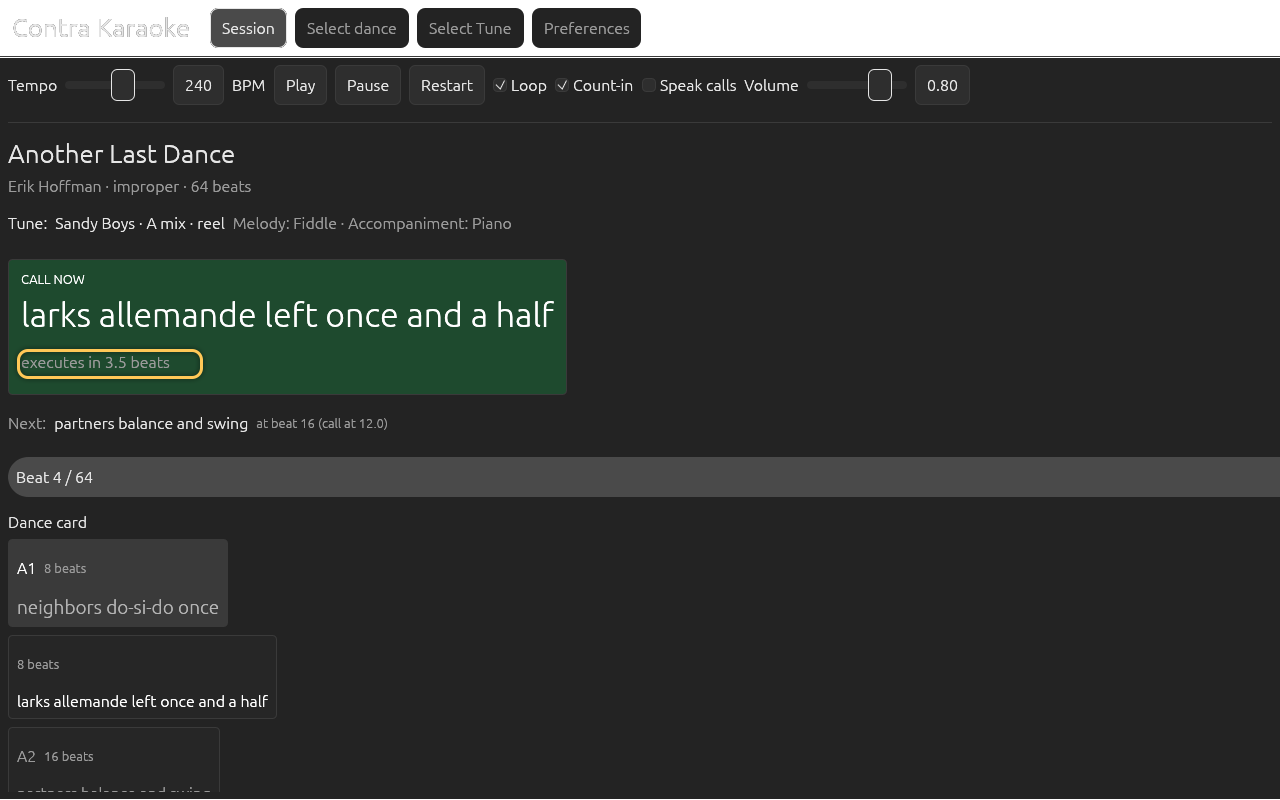 Contra Karaoke Session Select dance Select Tune Preferences
Tempo 240 BPM Play Pause Restart Loop Count-in Speak calls Volume 0.80
Another Last Dance
Erik Hoffman · improper · 64 beats
Tune: Sandy Boys · A mix · reel Melody: Fiddle · Accompaniment: Piano
CALL NOW
larks allemande left once and a half
executes in 3.5 beats
Next: partners balance and swing at beat 16 (call at 12.0)
Beat 4 / 64
Dance card
A1 8 beats
neighbors do-si-do once
8 beats
larks allemande left once and a half
A2 16 beats
partners balance and swing